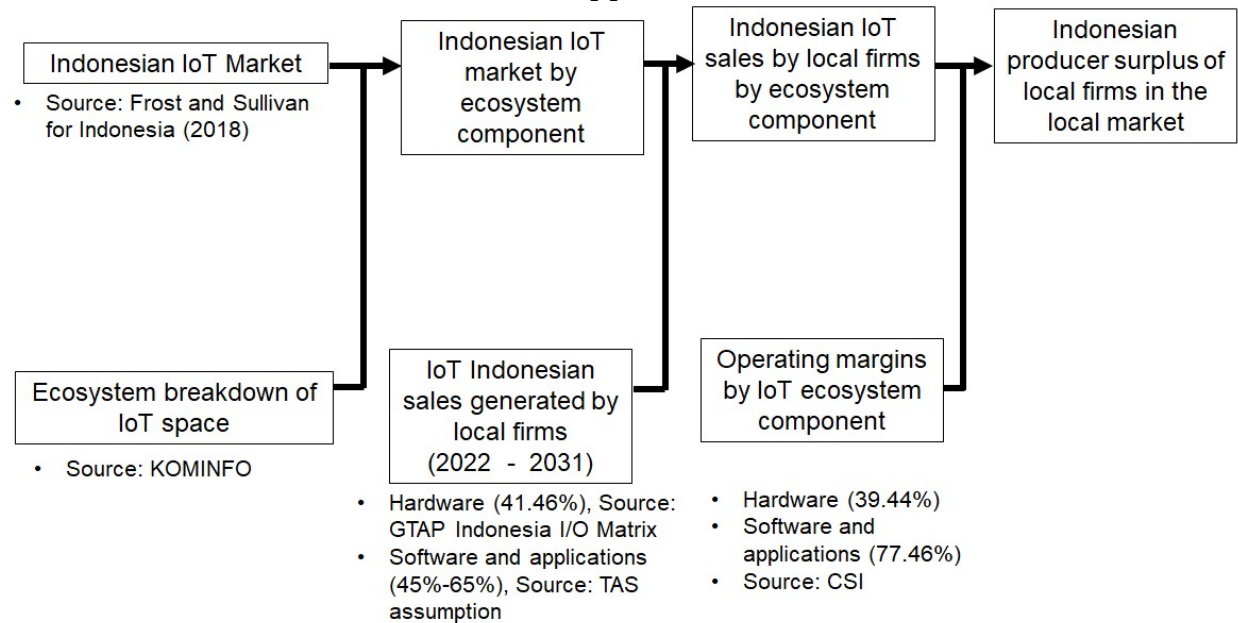 Indonesian IoT Market
• Source: Frost and Sullivan
for Indonesia (2018)
Indonesian IoT
market by
ecosystem
component
Indonesian IoT
sales by local firms
by ecosystem
component
Indonesian
producer surplus of
local firms in the
local market
Ecosystem breakdown of
IoT space
• Source: KOMINFO
IoT Indonesian
sales generated by
local firms
(2022 - 2031)
• Hardware (41.46%), Source:
GTAP Indonesia I/O Matrix
• Software and applications
(45%-65%), Source: TAS
assumption
Operating margins
by IoT ecosystem
component
• Hardware (39.44%)
• Software and
applications (77.46%)
• Source: CSI